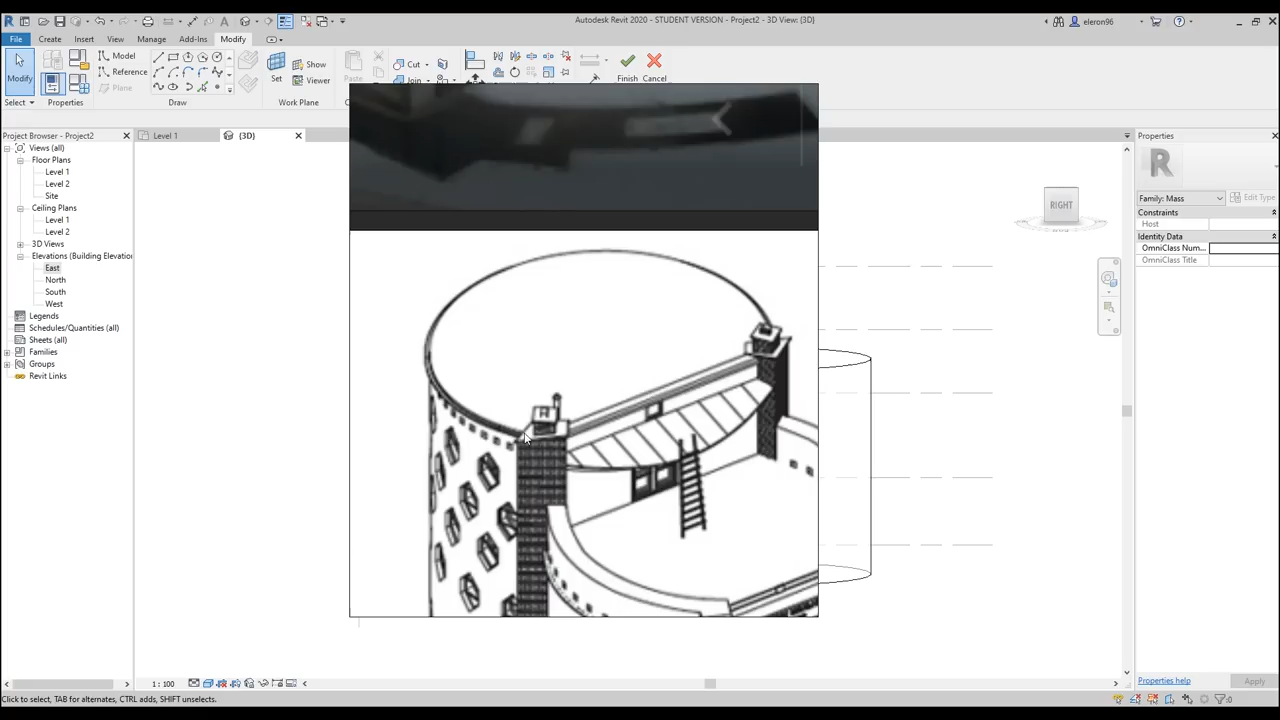 Autodesk Revit 2020 - STUDENT VERSION - Project2 - 3D View: {3D}
eleron96
File
Create
Insert
View
Manage
Add-Ins
Modify
Modify
Model
Reference
Plane
Set
Show
Viewer
Paste
Cut
Join
Finish
Cancel
Select
Properties
Draw
Work Plane
Project Browser - Project2
Level 1
{3D}
Properties
Views (all)
Floor Plans
Level 1
Level 2
Site
Ceiling Plans
Level 1
Level 2
3D Views
Elevations (Building Elevation
East
North
South
West
Legends
Schedules/Quantities (all)
Sheets (all)
Families
Groups
Revit Links
RIGHT
R
Family: Mass
Edit Type
Constraints
Host
Identity Data
OmniClass Num...
OmniClass Title
1 : 100
Properties help
Apply
Click to select, TAB for alternates, CTRL adds, SHIFT unselects.
:0